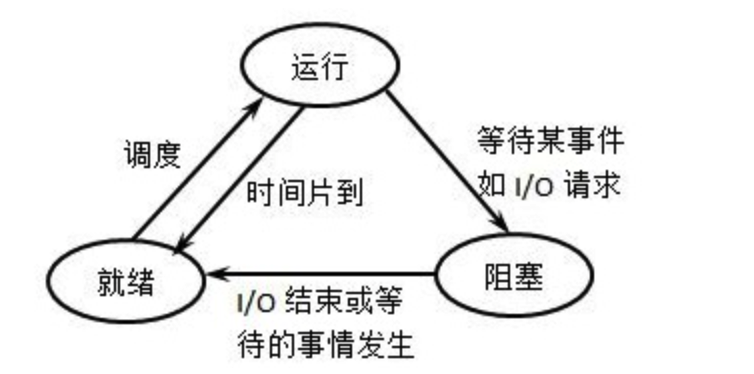 运行
调度
等待某事件
如 I/O 请求
时间片到
就绪
阻塞
I/O 结束或等
待的事情发生